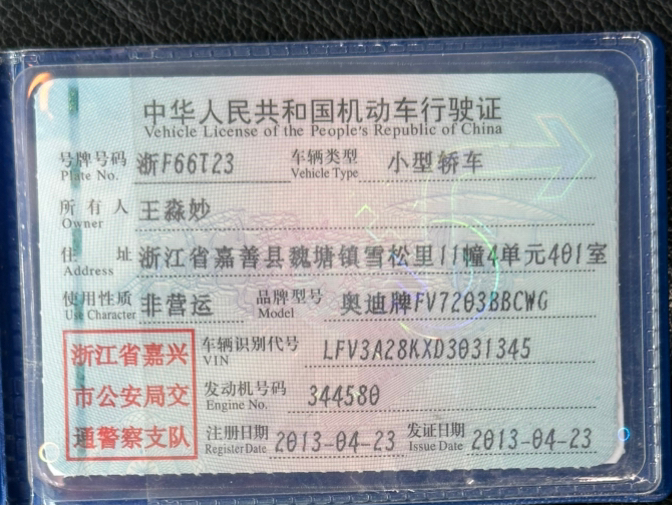 中华人民共和国机动车行驶证
Vehicle License of the People's Republic of China
号牌号码 浙F66T23 车辆类型 小型轿车
Plate No. Vehicle Type
所有人 王淼妙
Owner
住址 浙江省嘉善县魏塘镇雪松里11幢4单元401室
Address
使用性质 非营运 品牌型号 奥迪牌FV7203BBCWG
Use Character Model
浙江省嘉兴
市公安局交
通警察支队
车辆识别代号 LFV3A28KXD3031345
VIN
发动机号码 344580
Engine No.
注册日期 2013-04-23 发证日期 2013-04-23
Register Date Issue Date